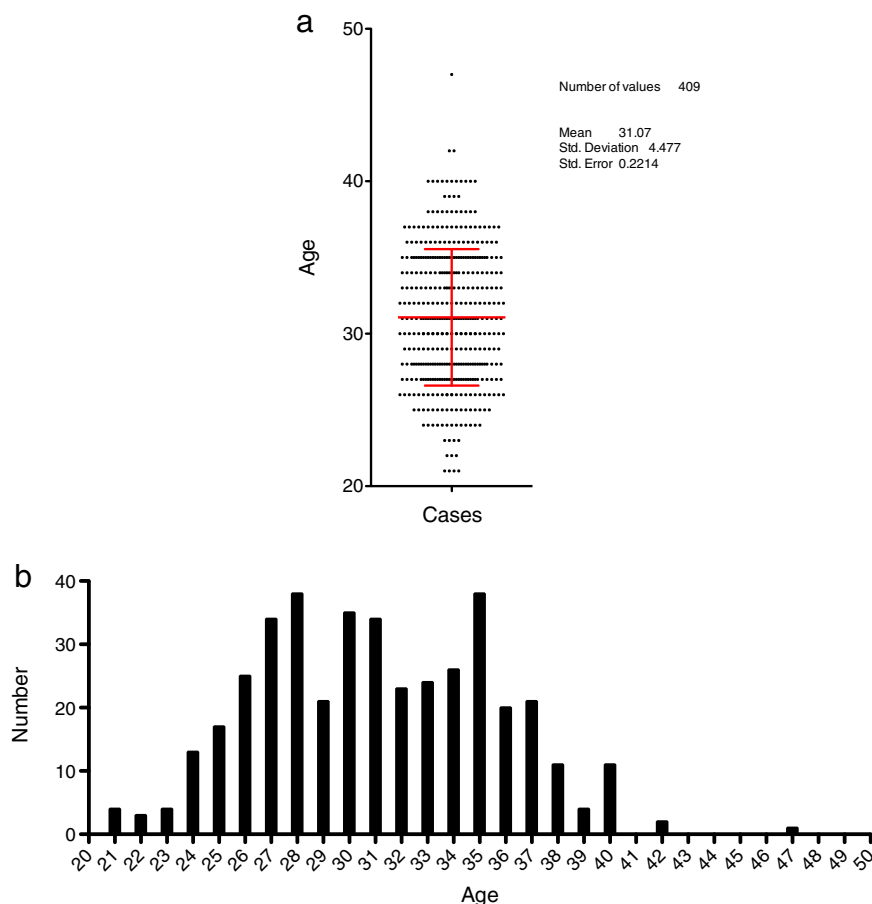 a
50
40
30
20
Age
Cases
Number of values 409
Mean 31.07
Std. Deviation 4.477
Std. Error 0.2214
b
40
30
20
10
0
Number
20 21 22 23 24 25 26 27 28 29 30 31 32 33 34 35 36 37 38 39 40 41 42 43 44 45 46 47 48 49 50
Age